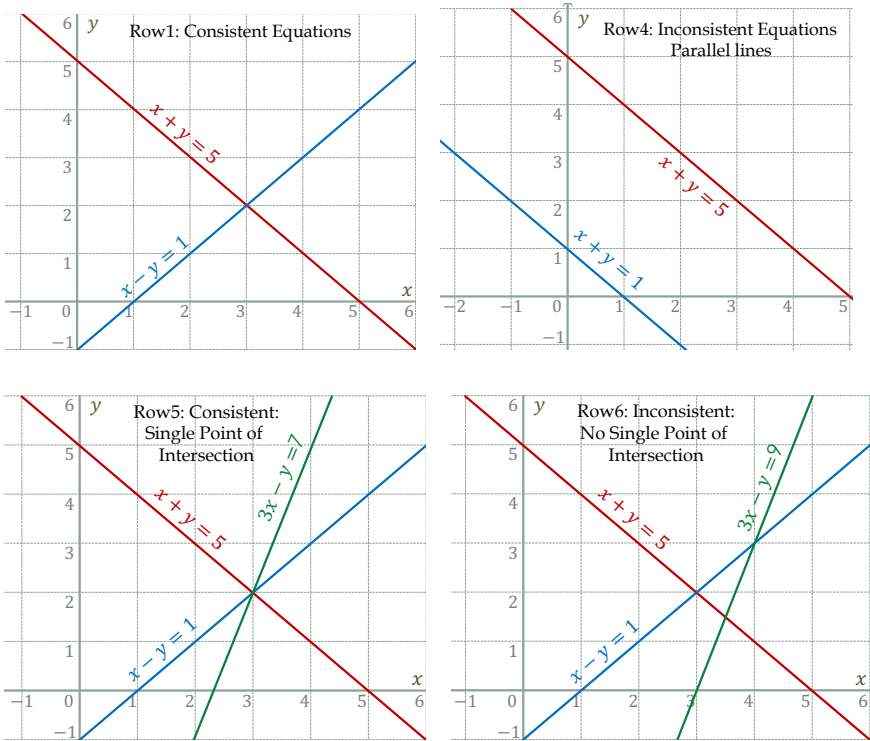 Row1: Consistent Equations
y
6
5
4
3
2
1
0
−1
−1
1
2
3
4
5
6
x
x + y = 5
x − y = 1
Row4: Inconsistent Equations
Parallel lines
y
6
5
4
3
2
1
0
−1
−2
−1
1
2
3
4
5
x + y = 5
x + y = 1
Row5: Consistent:
Single Point of
Intersection
y
6
5
4
3
2
1
0
−1
−1
1
2
3
4
5
6
x
x + y = 5
3x − y = 7
x − y = 1
Row6: Inconsistent:
No Single Point of
Intersection
y
6
5
4
3
2
1
0
−1
−1
1
2
3
4
5
6
x
x + y = 5
3x − y = 9
x − y = 1